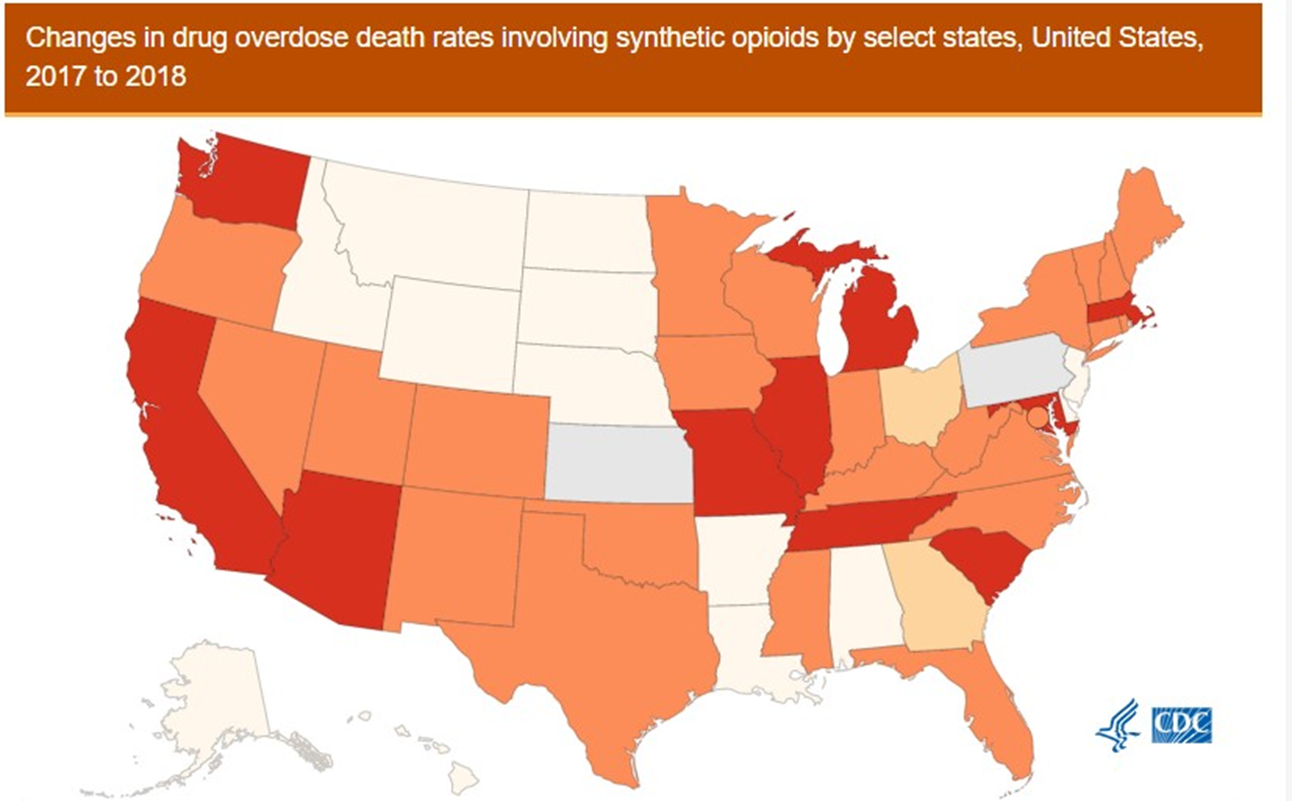 Changes in drug overdose death rates involving synthetic opioids by select states, United States,
2017 to 2018
CDC